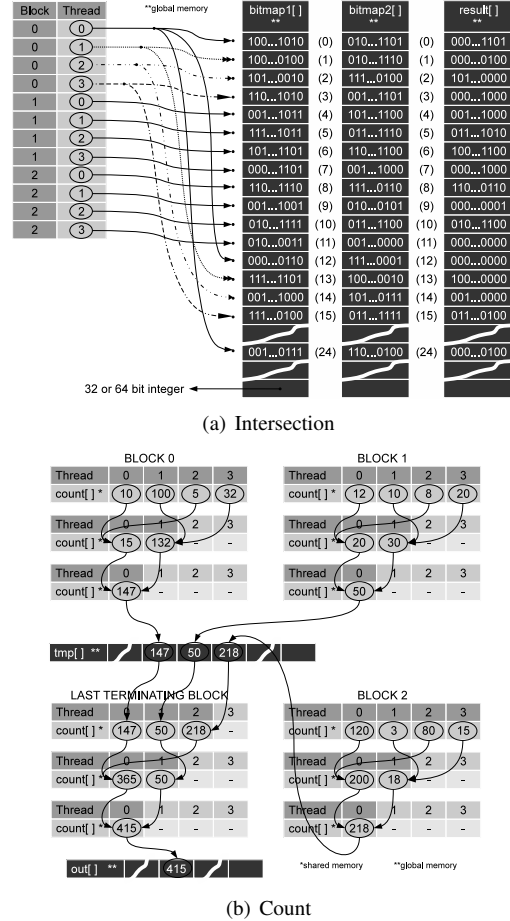 Block Thread **global memory bitmap1[ ] bitmap2[ ] result[ ]
** ** **
0 0 100...1010 (0) 010...1101 (0) 000...1101
0 1 100...0100 (1) 010...1110 (1) 000...0100
0 2 101...0010 (2) 111...0100 (2) 101...0000
0 3 110...1010 (3) 001...1101 (3) 000...1000
1 0 001...1011 (4) 101...1100 (4) 001...1000
1 1 111...1011 (5) 011...1110 (5) 011...1010
1 2 101...1101 (6) 110...1100 (6) 100...1100
1 3 000...1101 (7) 001...1000 (7) 000...1000
2 0 110...1110 (8) 111...0110 (8) 110...0110
2 1 001...1001 (9) 010...0101 (9) 000...0001
2 2 010...1111 (10) 011...1100 (10) 010...1100
2 3 010...0011 (11) 001...0000 (11) 000...0000
000...0110 (12) 111...0001 (12) 000...0000
111...1101 (13) 100...0010 (13) 100...0000
001...1000 (14) 101...0111 (14) 001...0000
111...0100 (15) 011...1111 (15) 011...0100
001...0111 (24) 110...0100 (24) 000...0100
32 or 64 bit integer
(a) Intersection
BLOCK 0 BLOCK 1
Thread 0 1 2 3 Thread 0 1 2 3
count[ ] * 10 100 5 32 count[ ] * 12 10 8 20
Thread 0 1 2 3 Thread 0 1 2 3
count[ ] * 15 132 - - count[ ] * 20 30 - -
Thread 0 1 2 3 Thread 0 1 2 3
count[ ] * 147 - - - count[ ] * 50 - - -
tmp[ ] ** 147 50 218
LAST TERMINATING BLOCK BLOCK 2
Thread 0 1 2 3 Thread 0 1 2 3
count[ ] * 147 50 218 - count[ ] * 120 3 80 15
Thread 0 1 2 3 Thread 0 1 2 3
count[ ] * 365 50 - - count[ ] * 200 18 - -
Thread 0 1 2 3 Thread 0 1 2 3
count[ ] * 415 - - - count[ ] * 218 - - -
out[ ] ** 415 *shared memory **global memory
(b) Count